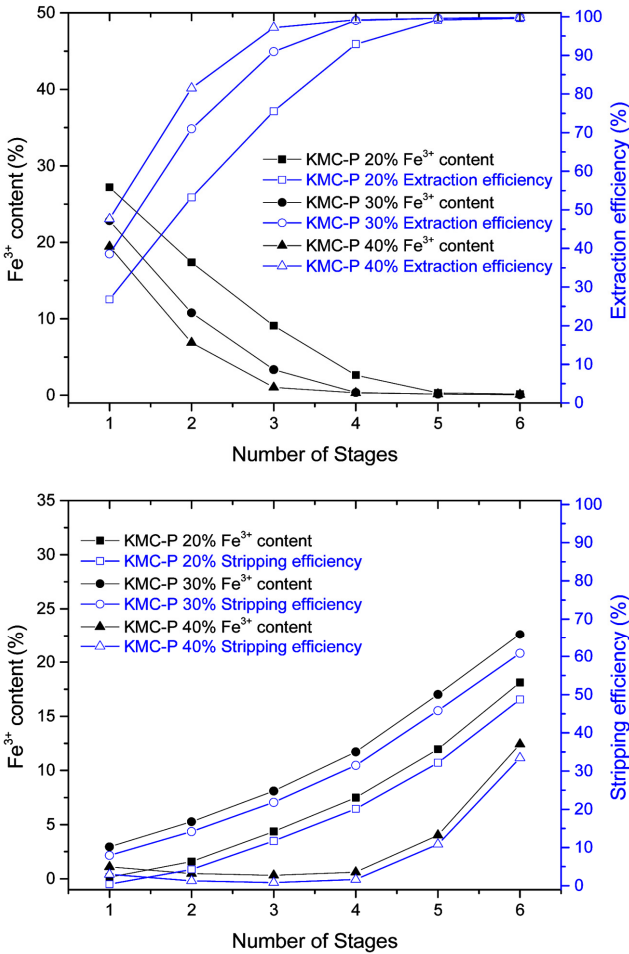 50
40
30
20
10
0
Fe³⁺ content (%)
100
90
80
70
60
50
40
30
20
10
0
Extraction efficiency (%)
KMC-P 20% Fe³⁺ content
KMC-P 20% Extraction efficiency
KMC-P 30% Fe³⁺ content
KMC-P 30% Extraction efficiency
KMC-P 40% Fe³⁺ content
KMC-P 40% Extraction efficiency
1 2 3 4 5 6
Number of Stages
35
30
25
20
15
10
5
0
Fe³⁺ content (%)
100
90
80
70
60
50
40
30
20
10
0
Stripping efficiency (%)
KMC-P 20% Fe³⁺ content
KMC-P 20% Stripping efficiency
KMC-P 30% Fe³⁺ content
KMC-P 30% Stripping efficiency
KMC-P 40% Fe³⁺ content
KMC-P 40% Stripping efficiency
1 2 3 4 5 6
Number of Stages